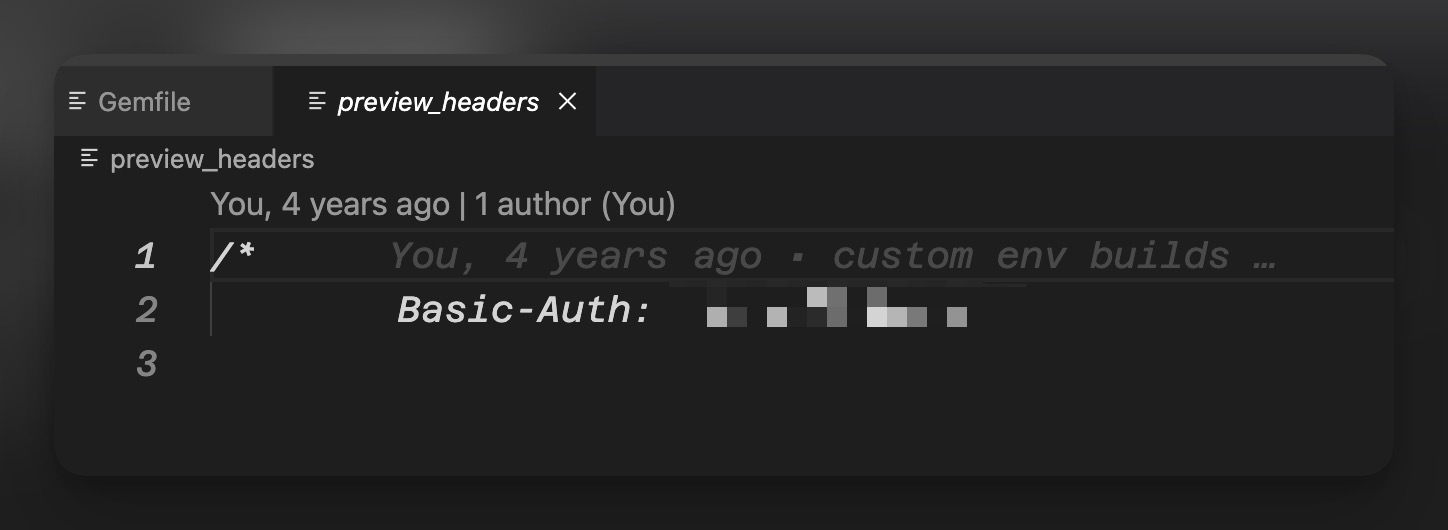 Gemfile preview_headers
preview_headers
You, 4 years ago | 1 author (You)
1 /* You, 4 years ago • custom env builds …
2 Basic-Auth:
3